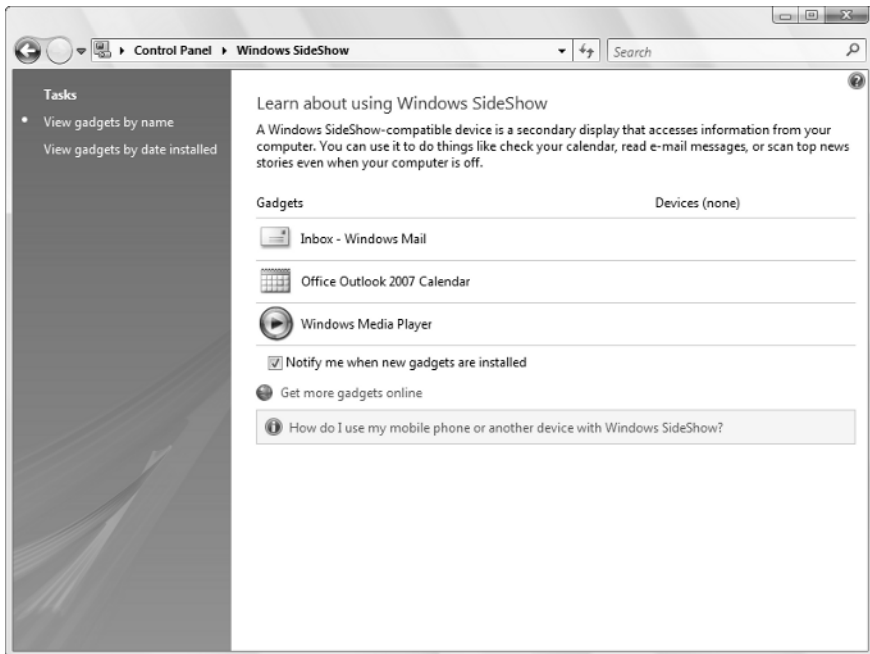 Control Panel Windows SideShow
Search
Tasks
View gadgets by name
View gadgets by date installed
Learn about using Windows SideShow
A Windows SideShow-compatible device is a secondary display that accesses information from your
computer. You can use it to do things like check your calendar, read e-mail messages, or scan top news
stories even when your computer is off.
Gadgets
Devices (none)
Inbox - Windows Mail
Office Outlook 2007 Calendar
Windows Media Player
Notify me when new gadgets are installed
Get more gadgets online
How do I use my mobile phone or another device with Windows SideShow?